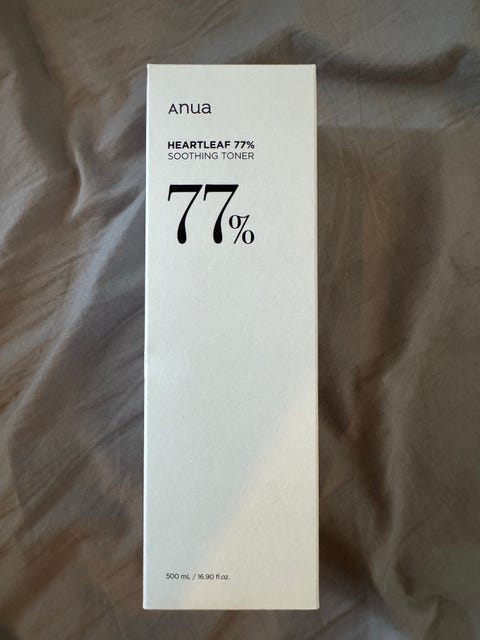 Anua
HEARTLEAF 77%
SOOTHING TONER
77%
500 mL / 16.90 fl.oz.